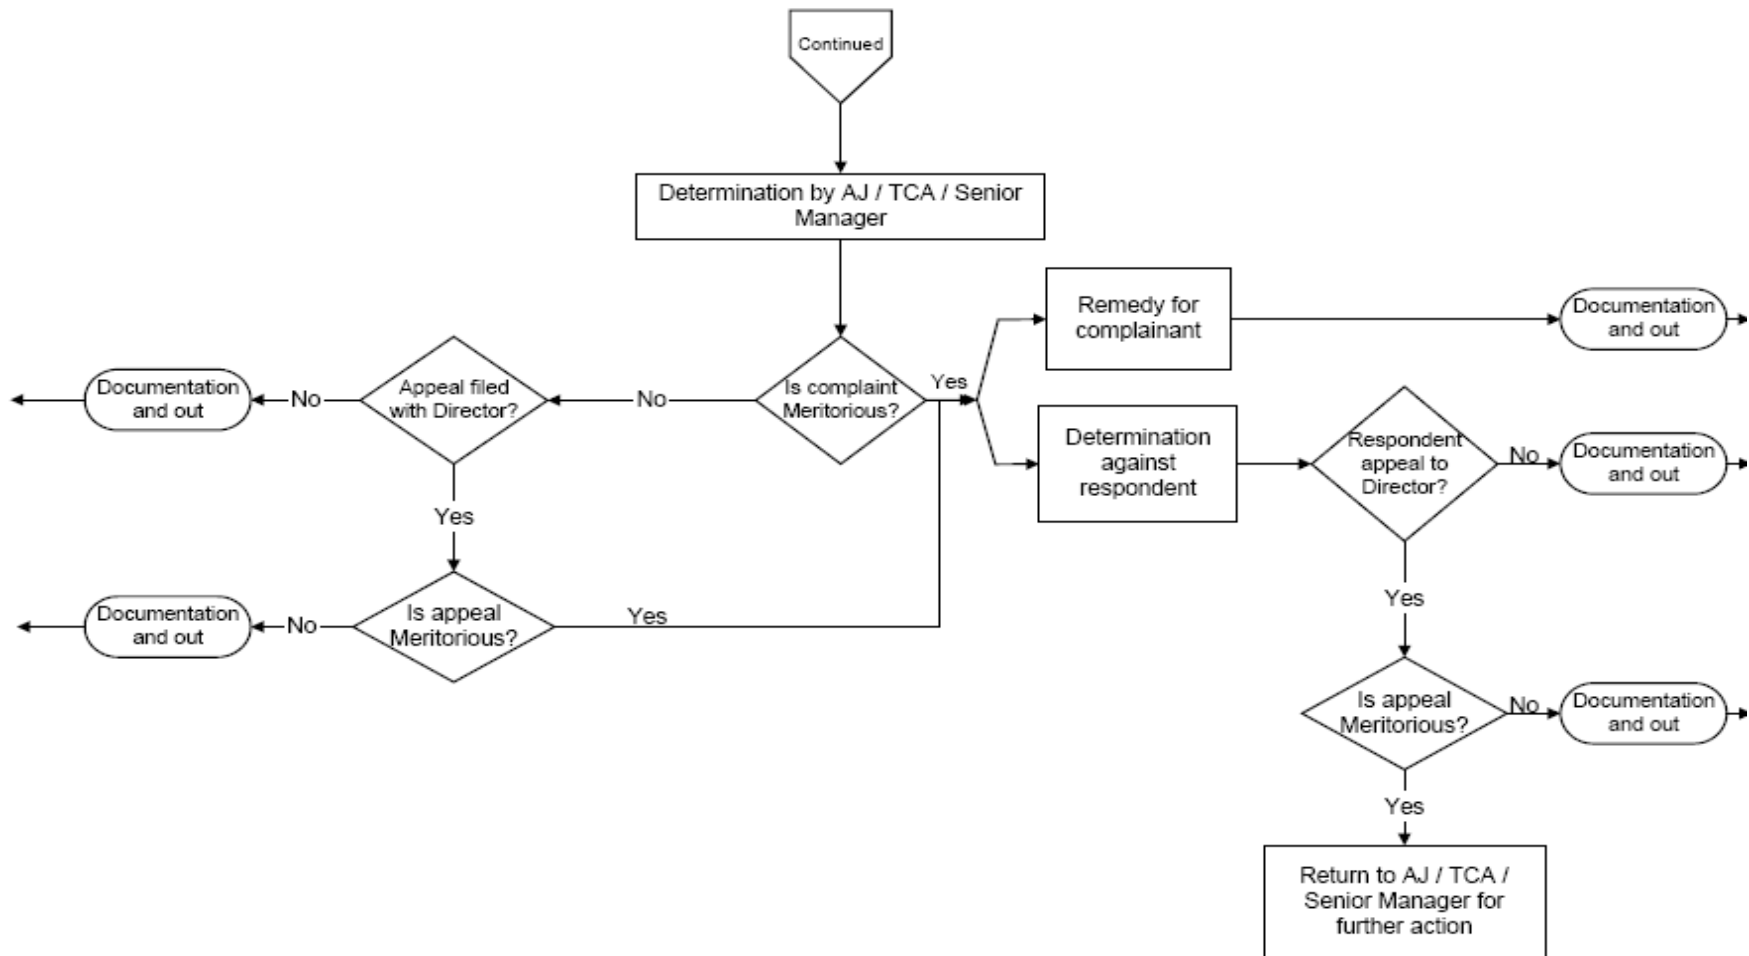 Continued
Determination by AJ / TCA / Senior
Manager
Remedy for
complainant
Documentation
and out
Documentation
and out
No
Appeal filed
with Director?
No
Is complaint
Meritorious?
Yes
Determination
against
respondent
Respondent
appeal to
Director?
No
Documentation
and out
Yes
Yes
Documentation
and out
No
Is appeal
Meritorious?
Yes
Is appeal
Meritorious?
No
Documentation
and out
Yes
Return to AJ / TCA /
Senior Manager for
further action